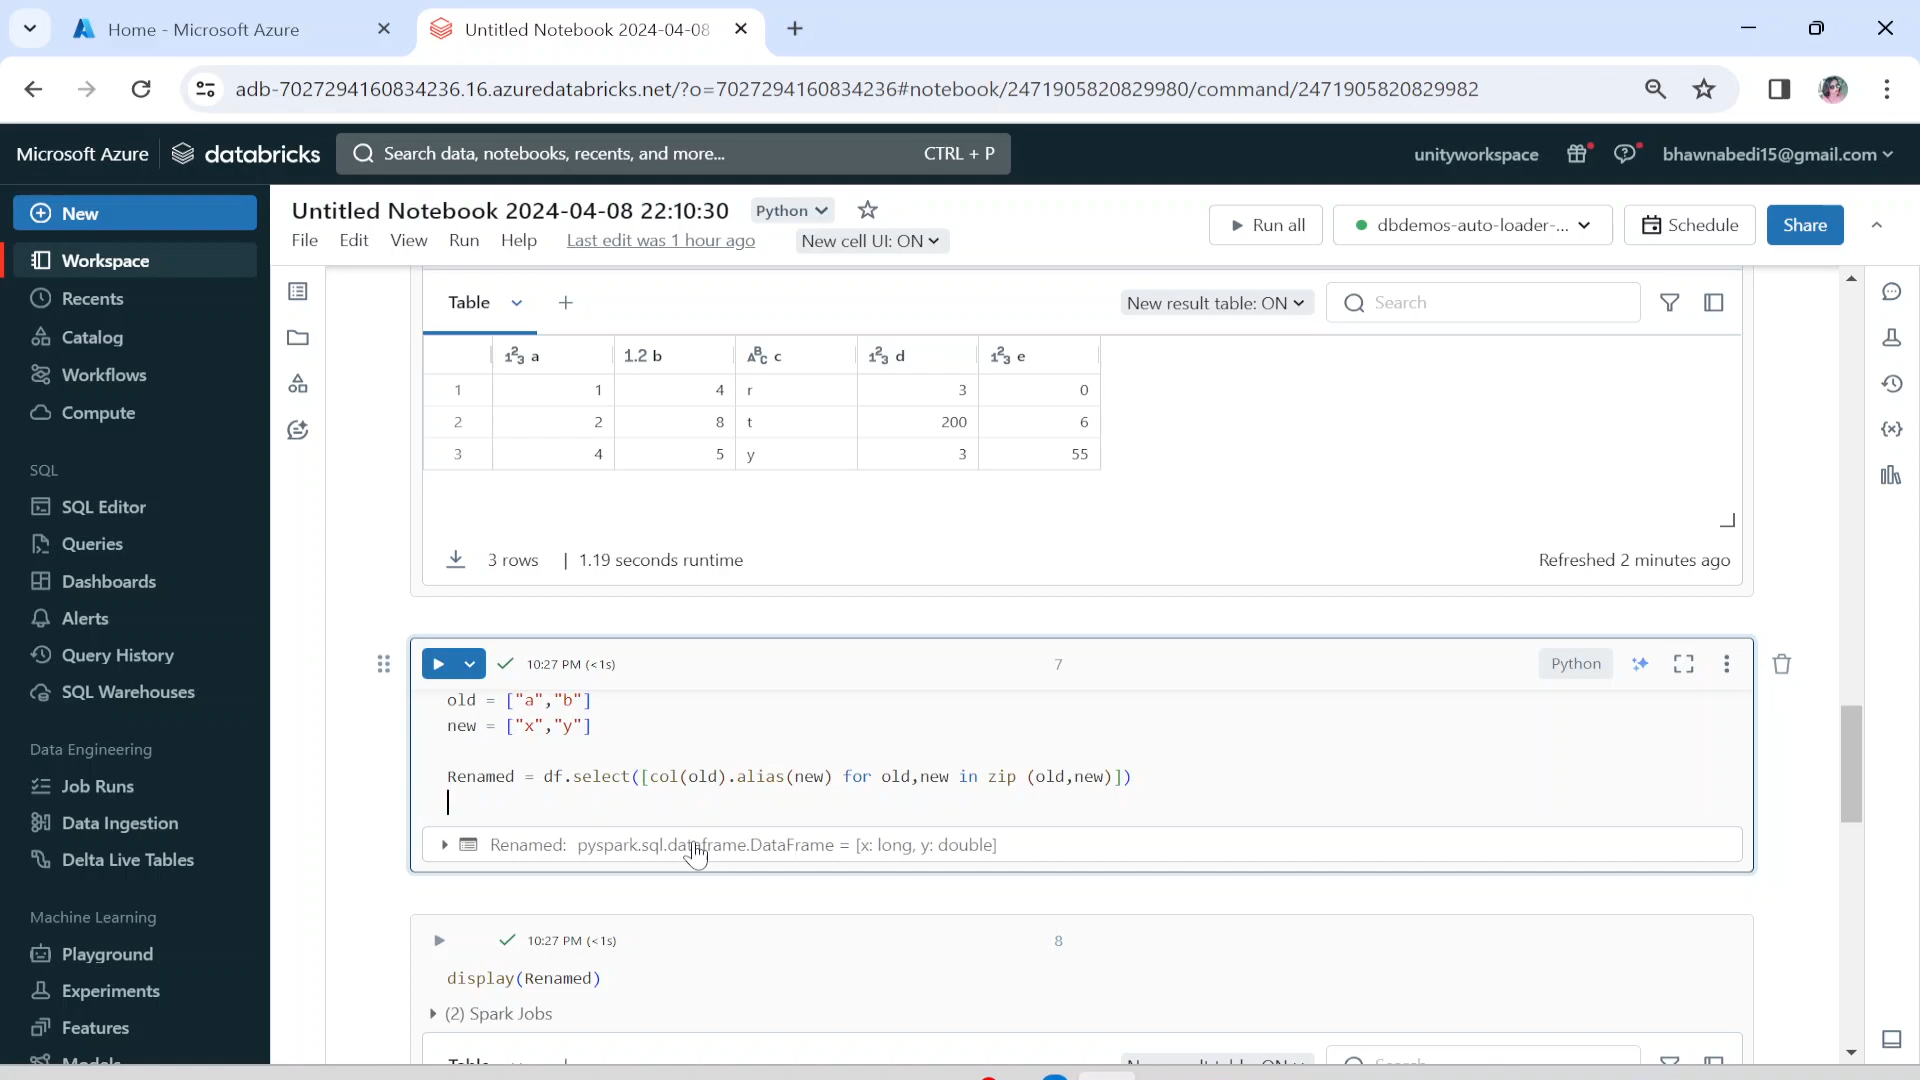 Home - Microsoft Azure
Untitled Notebook 2024-04-08
adb-7027294160834236.16.azuredatabricks.net/?o=7027294160834236#notebook/2471905820829980/command/2471905820829982
Microsoft Azure databricks
Search data, notebooks, recents, and more... CTRL + P
unityworkspace
bhawnabedi15@gmail.com
New
Workspace
Recents
Catalog
Workflows
Compute
SQL
SQL Editor
Queries
Dashboards
Alerts
Query History
SQL Warehouses
Data Engineering
Job Runs
Data Ingestion
Delta Live Tables
Machine Learning
Playground
Experiments
Features
Models
Untitled Notebook 2024-04-08 22:10:30 Python
File Edit View Run Help Last edit was 1 hour ago New cell UI: ON
Run all
dbdemos-auto-loader-...
Schedule
Share
Table
New result table: ON
Search
1²3 a 1.2 b ABC c 1²3 d 1²3 e
1 1 4 r 3 0
2 2 8 t 200 6
3 4 5 y 3 55
3 rows | 1.19 seconds runtime
Refreshed 2 minutes ago
10:27 PM (<1s) 7 Python
old = ["a","b"]
new = ["x","y"]
Renamed = df.select([col(old).alias(new) for old,new in zip (old,new)])
Renamed: pyspark.sql.dataframe.DataFrame = [x: long, y: double]
10:27 PM (<1s) 8
display(Renamed)
(2) Spark Jobs